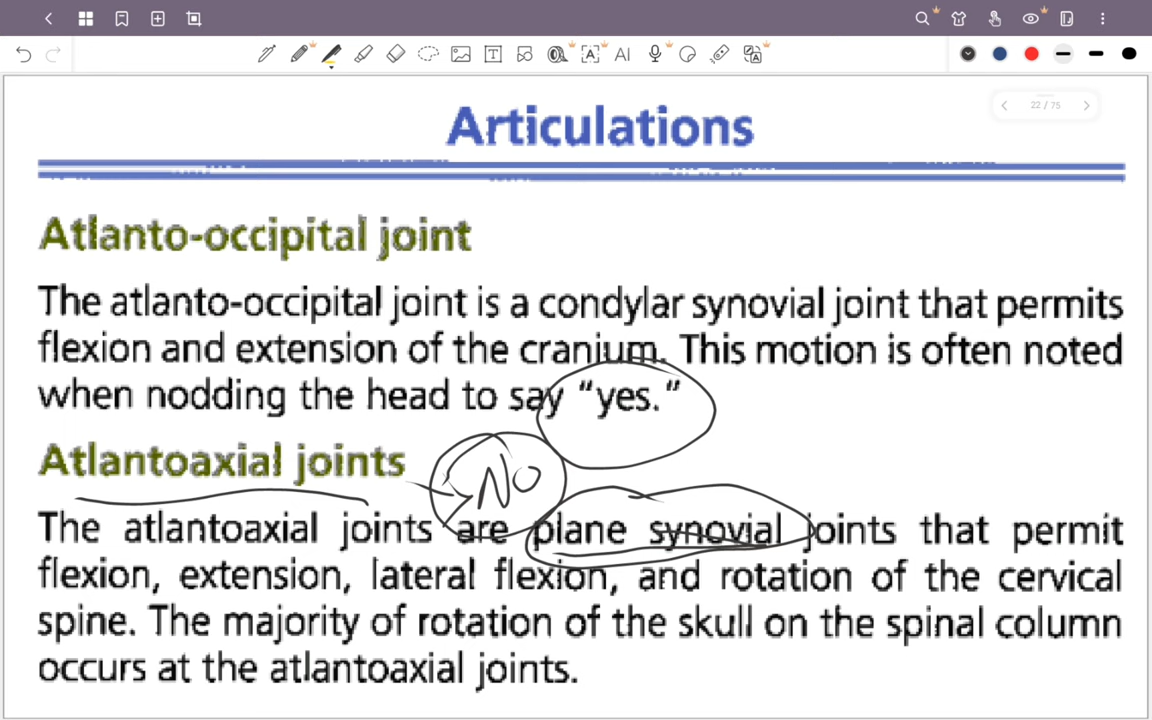 22 / 75
Articulations
Atlanto-occipital joint
The atlanto-occipital joint is a condylar synovial joint that permits
flexion and extension of the cranium. This motion is often noted
when nodding the head to say “yes.”
Atlantoaxial joints
NO
The atlantoaxial joints are plane synovial joints that permit
flexion, extension, lateral flexion, and rotation of the cervical
spine. The majority of rotation of the skull on the spinal column
occurs at the atlantoaxial joints.